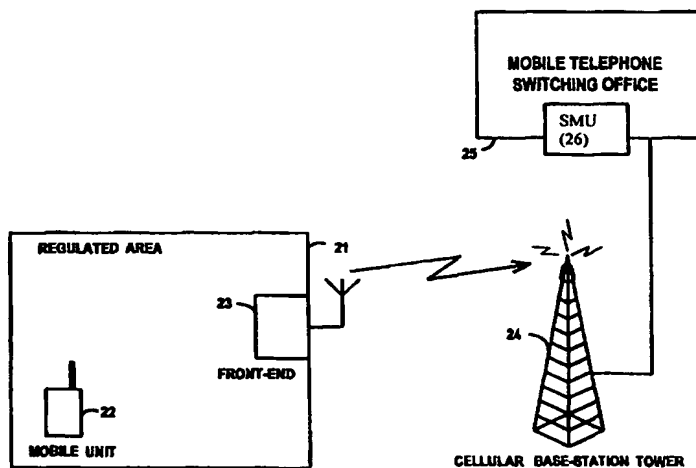 MOBILE TELEPHONE
SWITCHING OFFICE
SMU
(26)
25
REGULATED AREA
21
23
FRONT-END
24
22
MOBILE UNIT
CELLULAR BASE-STATION TOWER